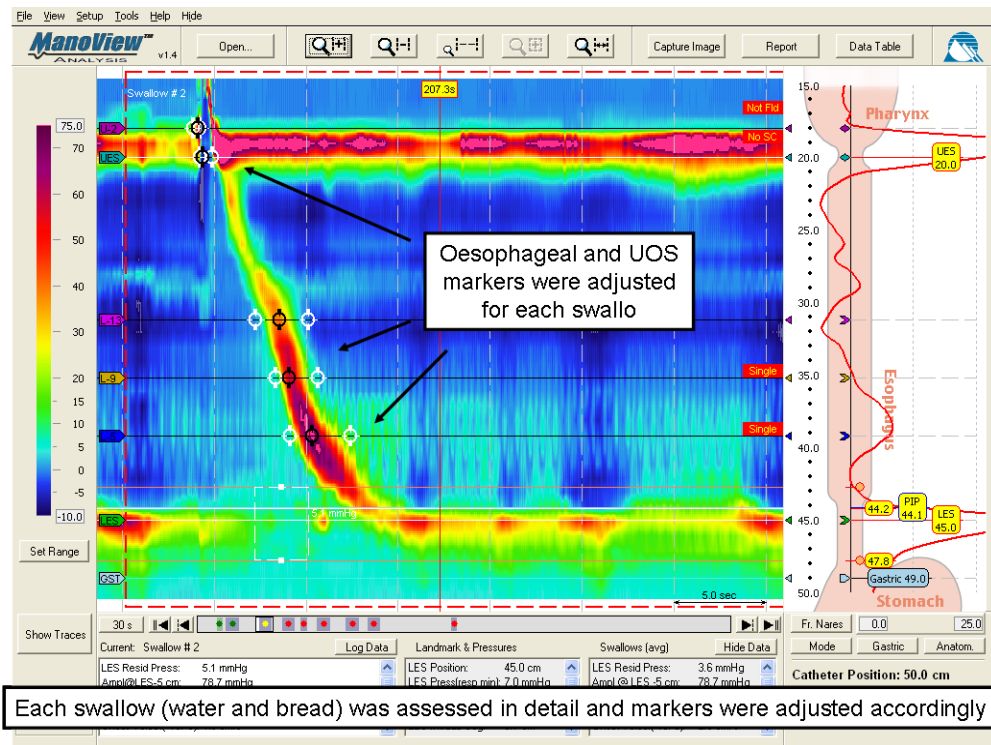 File View Setup Tools Help Hide
ManoView™
ANALYSIS v1.4
Open...
Capture Image
Report
Data Table
Swallow # 2
207.3s
Not Fld
No SC
75.0
70
60
50
40
30
20
15
10
5
0
-5
-10.0
Set Range
UES
L-13
L-9
LES
GST
Oesophageal and UOS
markers were adjusted
for each swallo
Single
Single
5.1 mmHg
5.0 sec
15.0
20.0
25.0
30.0
35.0
40.0
45.0
50.0
Pharynx
UES
20.0
Esophagus
44.2
PIP
44.1
LES
45.0
47.8
Gastric 49.0
Stomach
Show Traces
30 s
Fr. Nares 0.0 25.0
Current: Swallow # 2 Log Data
Landmark & Pressures
Swallows (avg) Hide Data
Mode Gastric Anatom.
LES Resid Press: 5.1 mmHg
Ampl@LES-5 cm: 78.7 mmHg
LES Position: 45.0 cm
LES Press(resp min): 7.0 mmHg
LES Resid Press: 3.6 mmHg
Ampl @ LES -5 cm: 78.7 mmHg
Catheter Position: 50.0 cm
Each swallow (water and bread) was assessed in detail and markers were adjusted accordingly